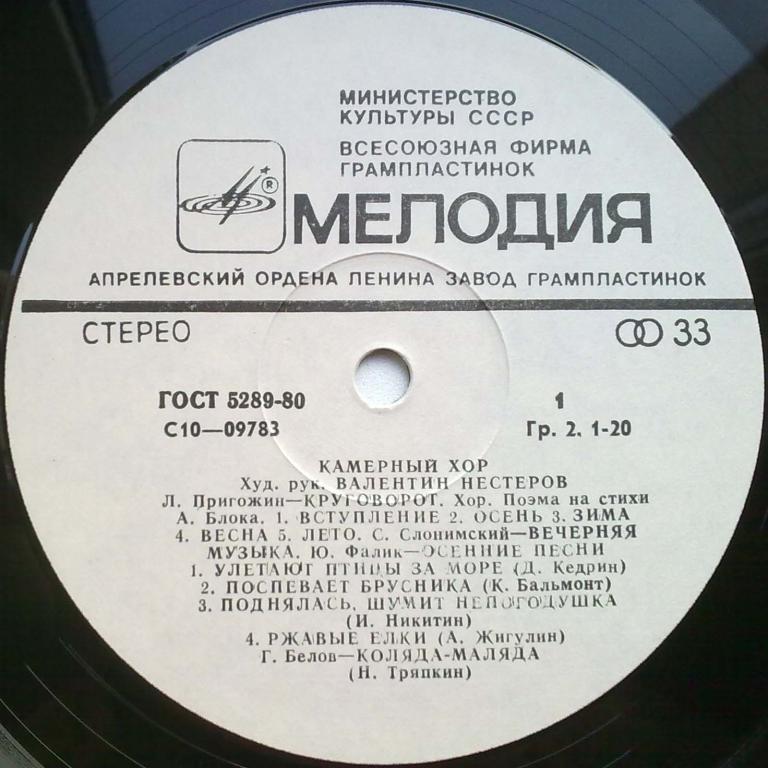 МИНИСТЕРСТВО
КУЛЬТУРЫ СССР
ВСЕСОЮЗНАЯ ФИРМА
ГРАМПЛАСТИНОК
®
МЕЛОДИЯ
АПРЕЛЕВСКИЙ ОРДЕНА ЛЕНИНА ЗАВОД ГРАМПЛАСТИНОК
СТЕРЕО 33
ГОСТ 5289-80 1
С10—09783 Гр. 2. 1-20
КАМЕРНЫЙ ХОР
Худ. рук. ВАЛЕНТИН НЕСТЕРОВ
Л. Пригожин—КРУГОВОРОТ. Хор. Поэма на стихи
А. Блока. 1. ВСТУПЛЕНИЕ 2. ОСЕНЬ 3. ЗИМА
4. ВЕСНА 5. ЛЕТО. С. Слонимский—ВЕЧЕРНЯЯ
МУЗЫКА. Ю. Фалик—ОСЕННИЕ ПЕСНИ
1. УЛЕТАЮТ ПТИЦЫ ЗА МОРЕ (Д. Кедрин)
2. ПОСПЕВАЕТ БРУСНИКА (К. Бальмонт)
3. ПОДНЯЛАСЬ, ШУМИТ НЕПОГОДУШКА
(И. Никитин)
4. РЖАВЫЕ ЕЛКИ (А. Жигулин)
Г. Белов—КОЛЯДА-МАЛЯДА
(Н. Тряпкин)